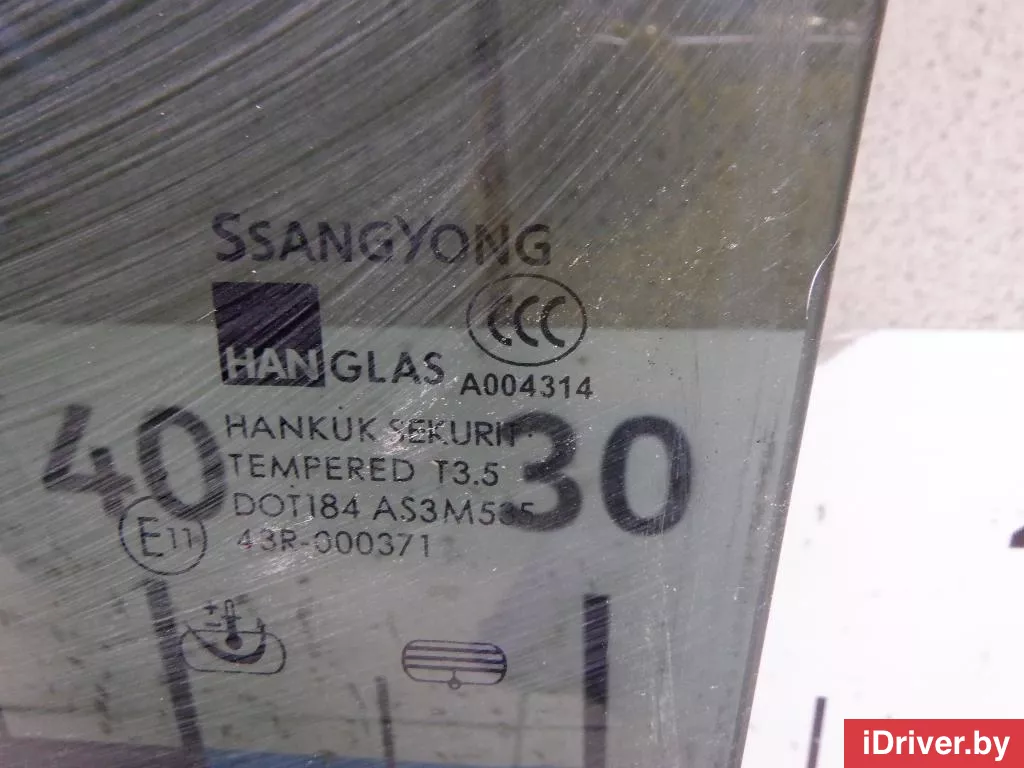 SSANGYONG
CCC
HANGLAS
A004314
40 30
HANKUK SEKURIT
TEMPERED T3.5
DOT184 AS3M535
E11
43R-000371
iDriver.by